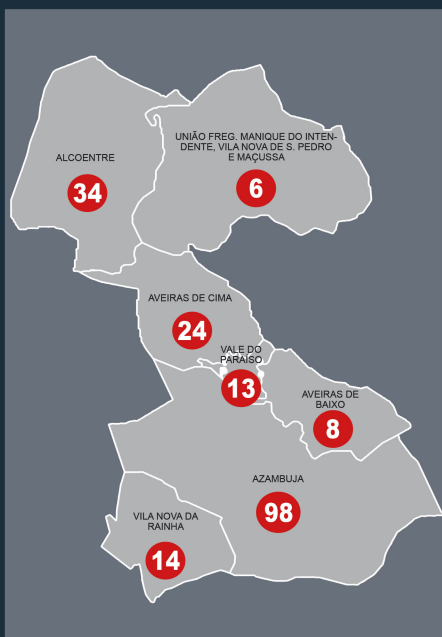 UNIÃO FREG. MANIQUE DO INTEN-
DENTE, VILA NOVA DE S. PEDRO
E MAÇUSSA
6
ALCOENTRE
34
AVEIRAS DE CIMA
24
VALE DO
PARAÍSO
13
AVEIRAS DE
BAIXO
8
AZAMBUJA
98
VILA NOVA DA
RAINHA
14